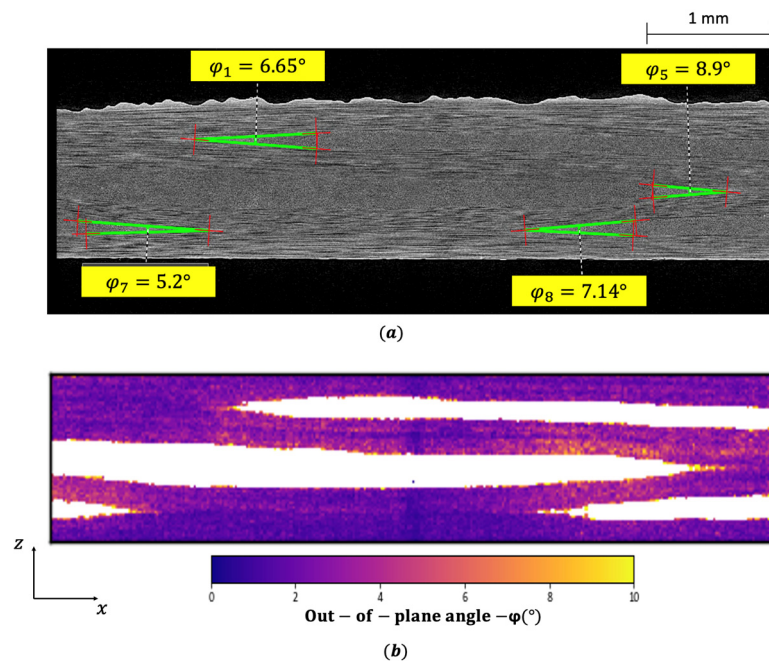 1 mm
φ₁ = 6.65°
φ₅ = 8.9°
φ₇ = 5.2°
φ₈ = 7.14°
(a)
z
x
0 2 4 6 8 10
Out − of − plane angle −φ(°)
(b)